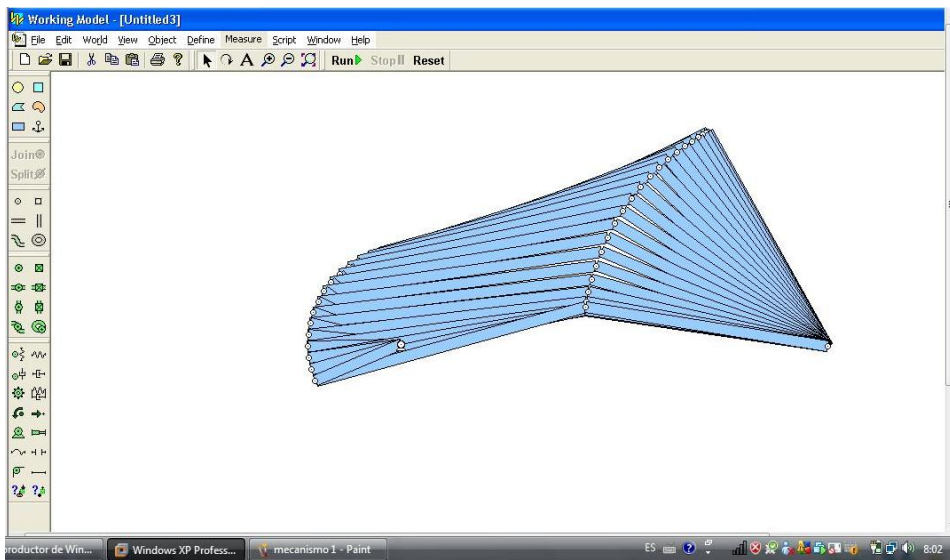 Working Model - [Untitled3]
File Edit World View Object Define Measure Script Window Help
A Run Stop Reset
Join
Split
productor de Win... Windows XP Profess... mecanismo 1 - Paint ES 8:02